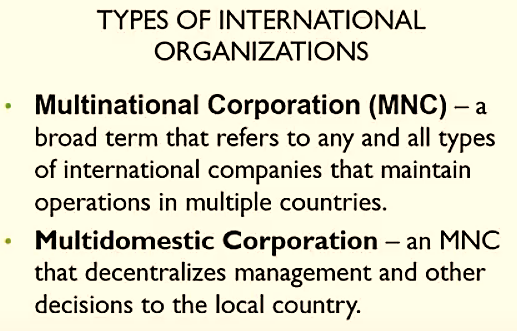 TYPES OF INTERNATIONAL
ORGANIZATIONS
• Multinational Corporation (MNC) – a
broad term that refers to any and all types
of international companies that maintain
operations in multiple countries.
• Multidomestic Corporation – an MNC
that decentralizes management and other
decisions to the local country.